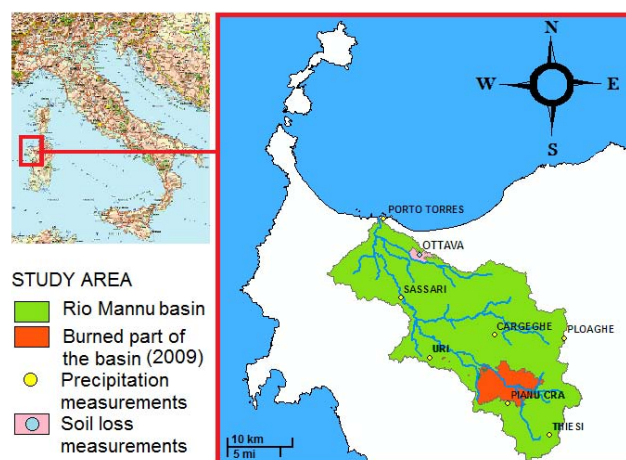 N
W
E
S
PORTO TORRES
OTTAVA
SASSARI
CARGEGHE
PLOAGHE
URI
PIANU CRA
THIESI
10 km
5 mi
STUDY AREA
Rio Mannu basin
Burned part of
the basin (2009)
Precipitation
measurements
Soil loss
measurements